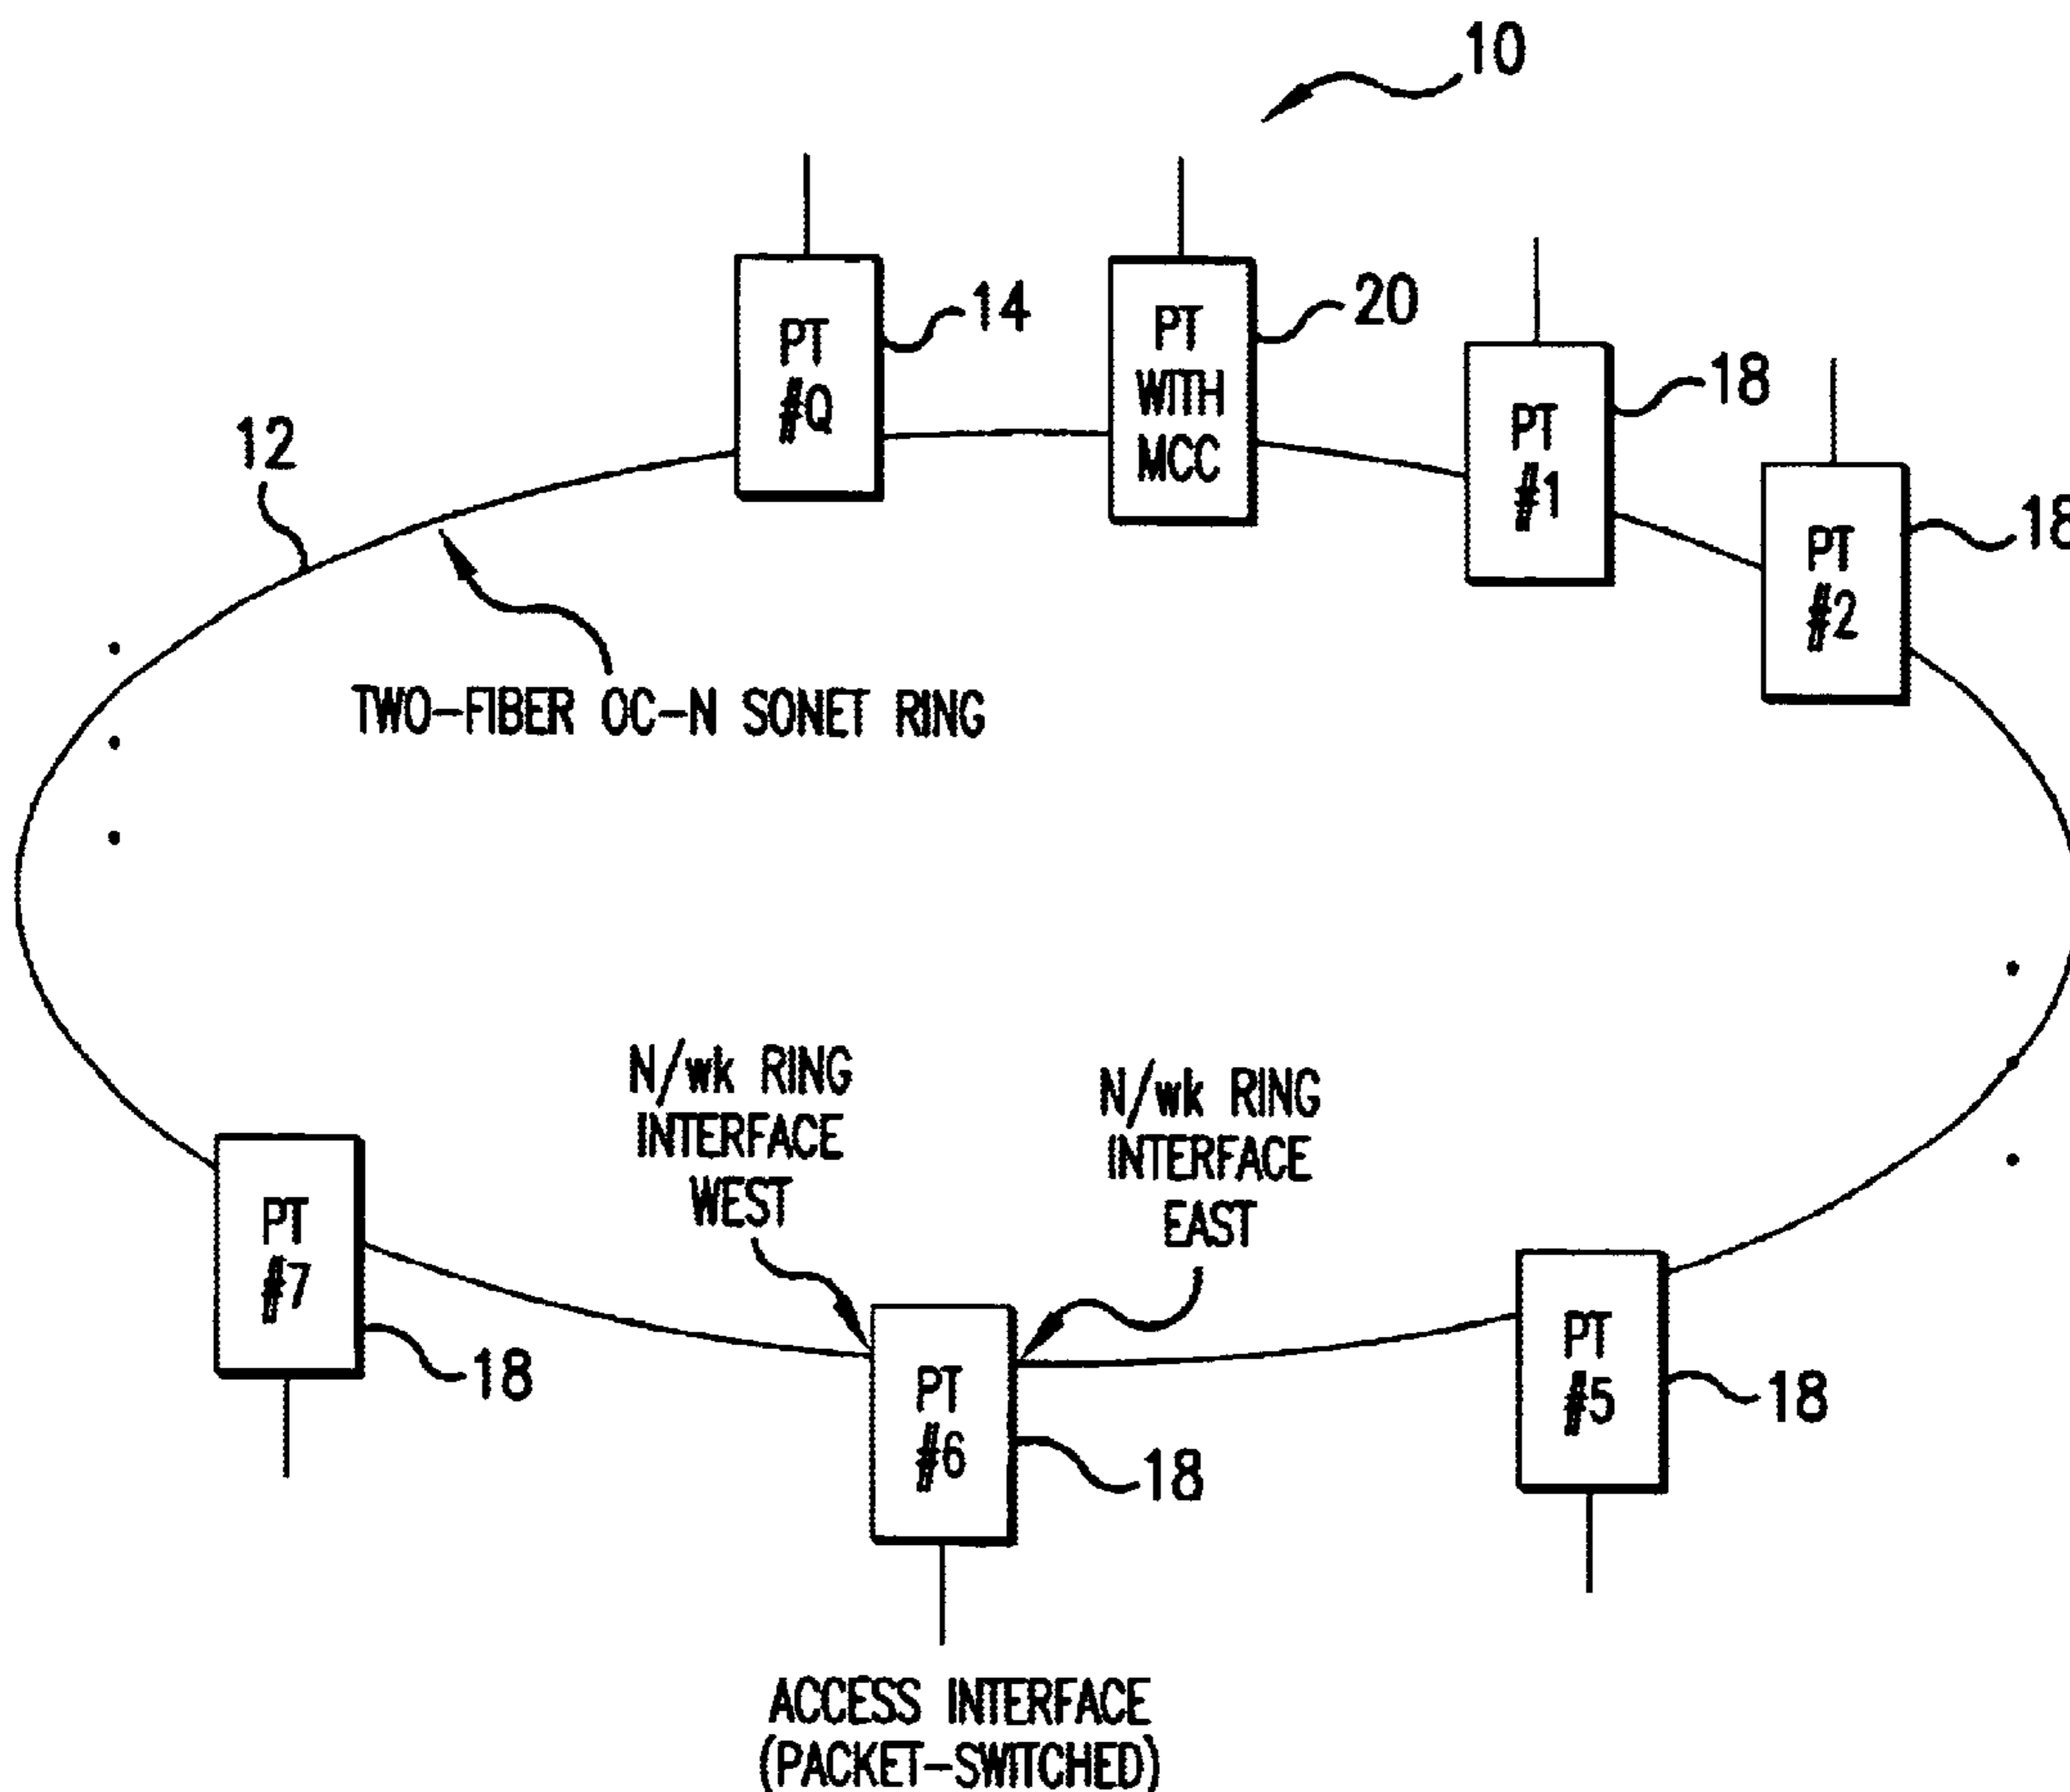 10
PT
#Q
14
PT
WITH
MCC
20
PT
#1
18
PT
#2
18
12
TWO-FIBER OC-N SONET RING
N/wk RING
INTERFACE
WEST
N/wk RING
INTERFACE
EAST
PT
#7
18
PT
#6
18
PT
#5
18
ACCESS INTERFACE
(PACKET-SWITCHED)